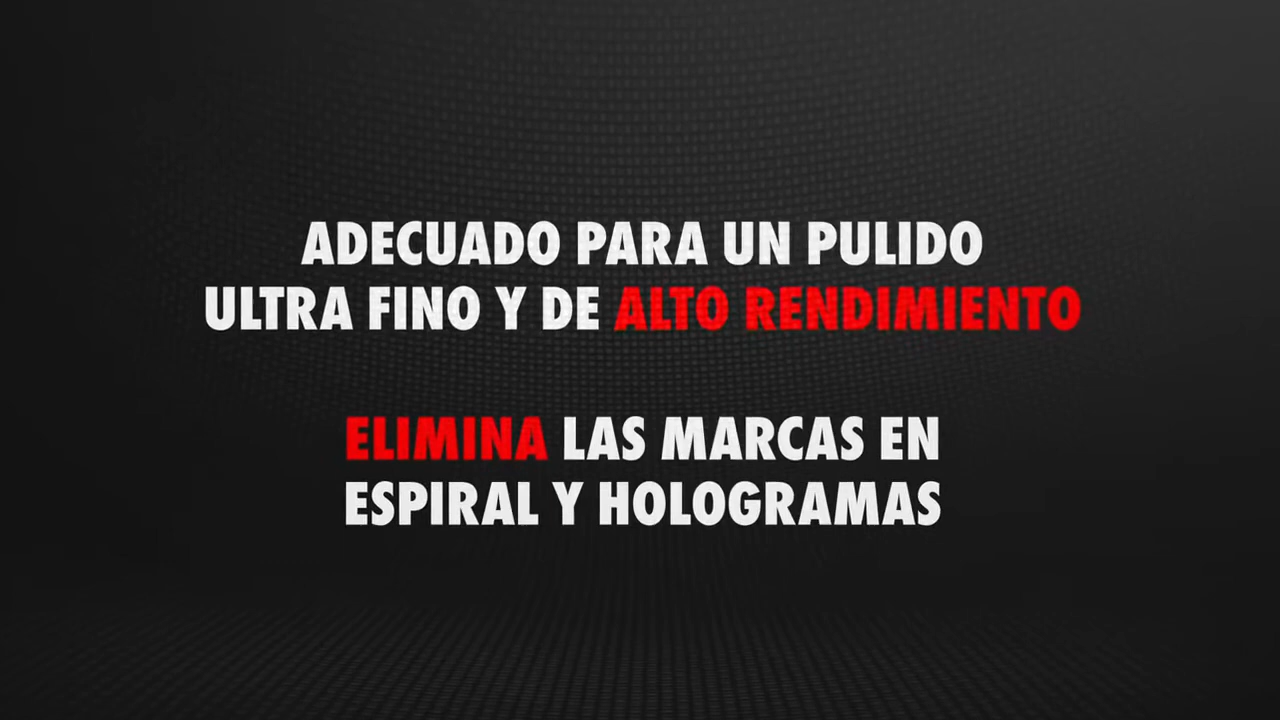 ADECUADO PARA UN PULIDO
ULTRA FINO Y DE ALTO RENDIMIENTO
ELIMINA LAS MARCAS EN
ESPIRAL Y HOLOGRAMAS